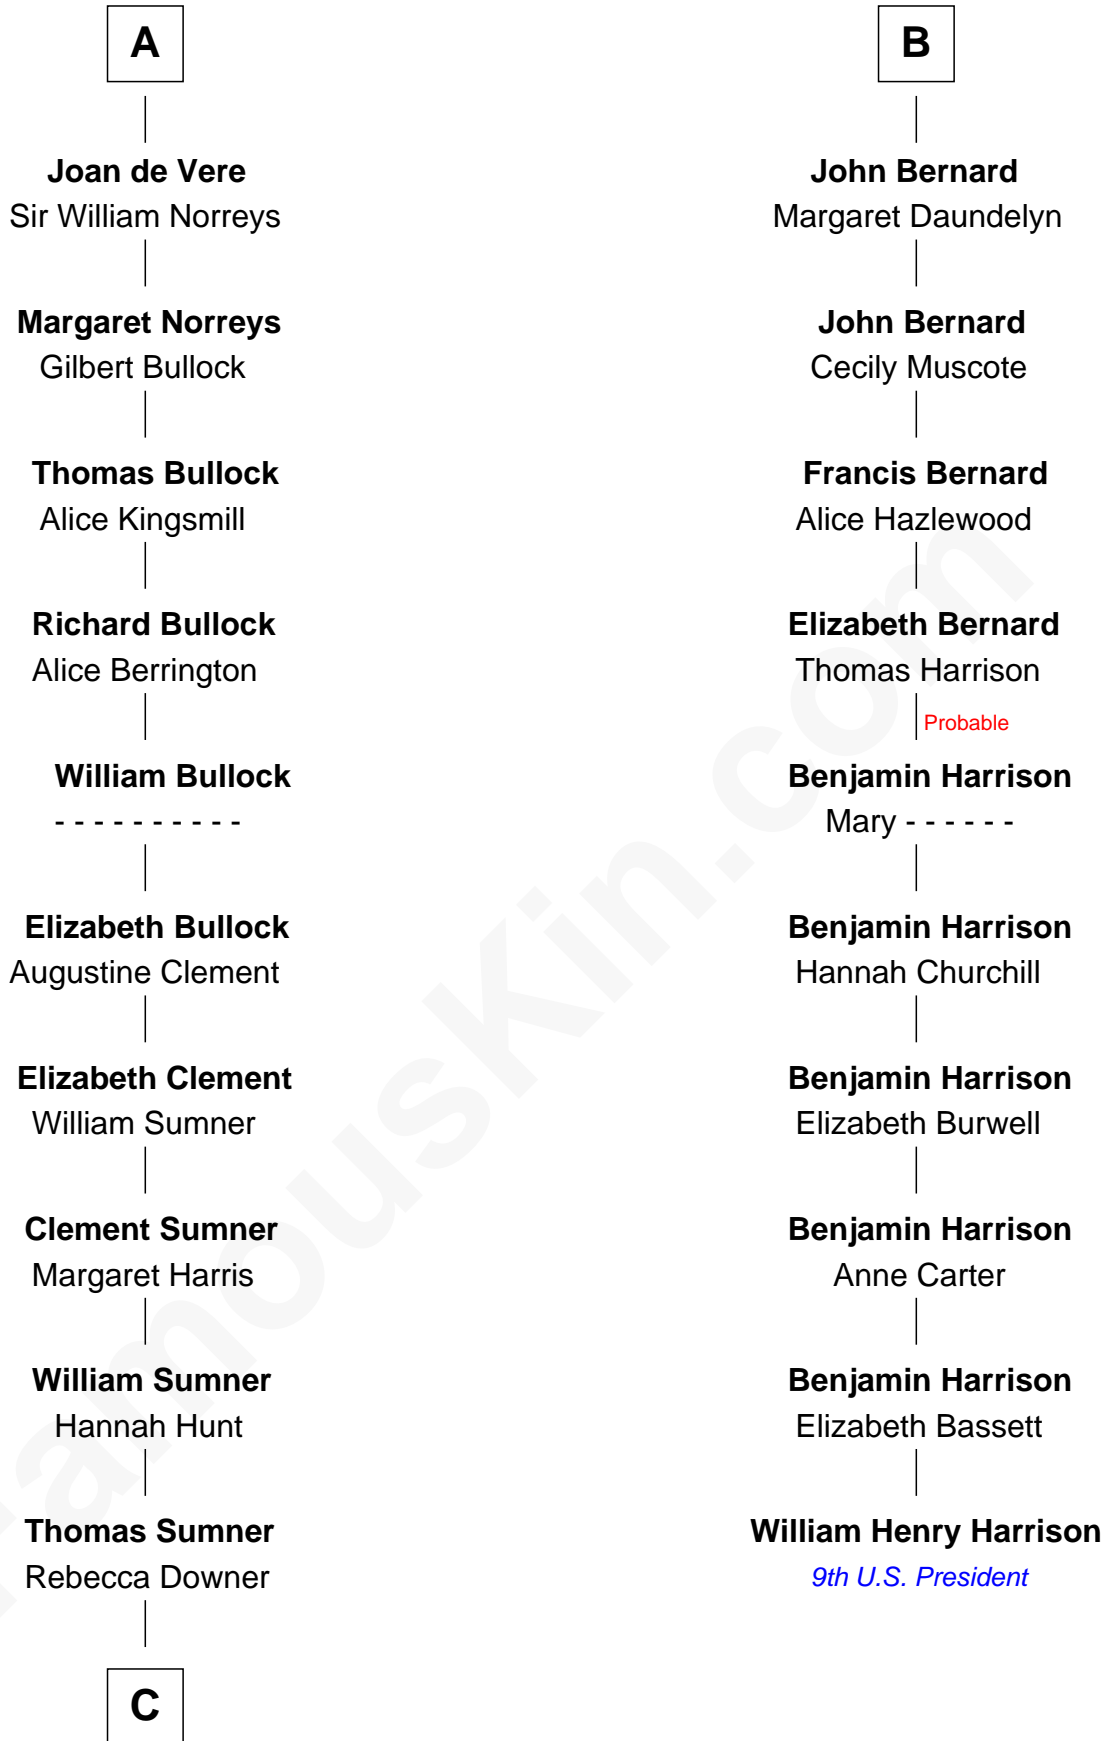 A
Joan de Vere
Sir William Norreys
Margaret Norreys
Gilbert Bullock
Thomas Bullock
Alice Kingsmill
Richard Bullock
Alice Berrington
William Bullock
- - - - - - - - - -
Elizabeth Bullock
Augustine Clement
Elizabeth Clement
William Sumner
Clement Sumner
Margaret Harris
William Sumner
Hannah Hunt
Thomas Sumner
Rebecca Downer
C
B
John Bernard
Margaret Daundelyn
John Bernard
Cecily Muscote
Francis Bernard
Alice Hazlewood
Elizabeth Bernard
Thomas Harrison
Probable
Benjamin Harrison
Mary - - - - - -
Benjamin Harrison
Hannah Churchill
Benjamin Harrison
Elizabeth Burwell
Benjamin Harrison
Anne Carter
Benjamin Harrison
Elizabeth Bassett
William Henry Harrison
9th U.S. President
FamousKin.com